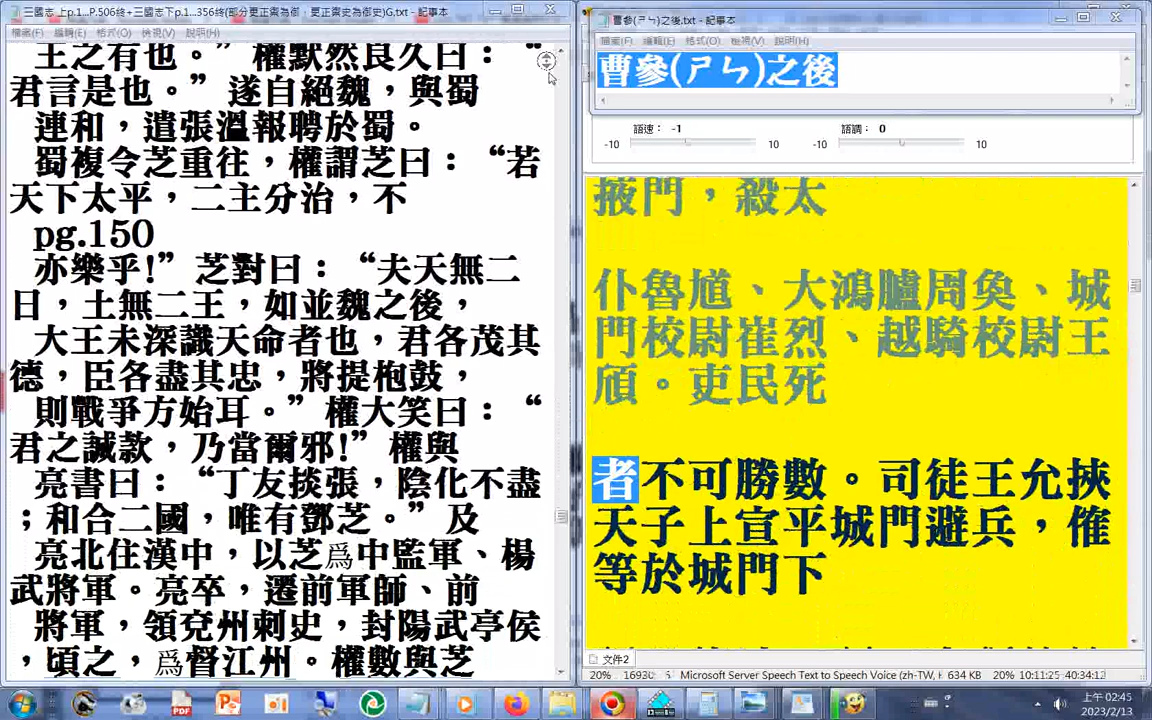 三國志 上p.1...P.506終+三國志下p.1...356終(部分更正禦為御，更正禦史為御史)G.txt - 記事本
檔案(F) 編輯(E) 格式(O) 檢視(V) 說明(H)
王之有也。” 權默然良久曰：“
君言是也。” 遂自絕魏，與蜀
連和，遣張溫報聘於蜀。
蜀複令芝重往，權謂芝曰：“若
天下太平，二主分治，不
pg.150
亦樂乎!” 芝對曰：“夫天無二
日，土無二王，如並魏之後，
大王未深識天命者也，君各茂其
德，臣各盡其忠，將提枹鼓，
則戰爭方始耳。” 權大笑曰：“
君之誠款，乃當爾邪!” 權與
亮書曰：“丁厷掞張，陰化不盡
；和合二國，唯有鄧芝。” 及
亮北住漢中，以芝爲中監軍、楊
武將軍。亮卒，遷前軍師、前
將軍，領兗州刺史，封陽武亭侯
，頃之，爲督江州。權數與芝
曹參(ㄕㄣ)之後.txt - 記事本
檔案(F) 編輯(E) 格式(O) 檢視(V) 說明(H)
曹參(ㄕㄣ)之後
語速： -1 語調： 0
-10 10 -10 10
掖門，殺太
仆魯馗、大鴻臚周奐、城
門校尉崔烈、越騎校尉王
頎。吏民死
者不可勝數。司徒王允挾
天子上宣平城門避兵，傕
等於城門下
文件2
Microsoft Server Speech Text to Speech Voice (zh-TW, 634 KB 20% 10:11:25
上午 02:45
2023/2/13